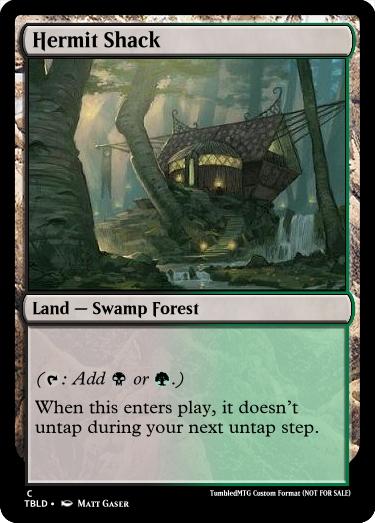 Hermit Shack
Land — Swamp Forest
( : Add or .)
When this enters play, it doesn't
untap during your next untap step.
C
TBLD • Matt Gaser
TumbledMTG Custom Format (NOT FOR SALE)